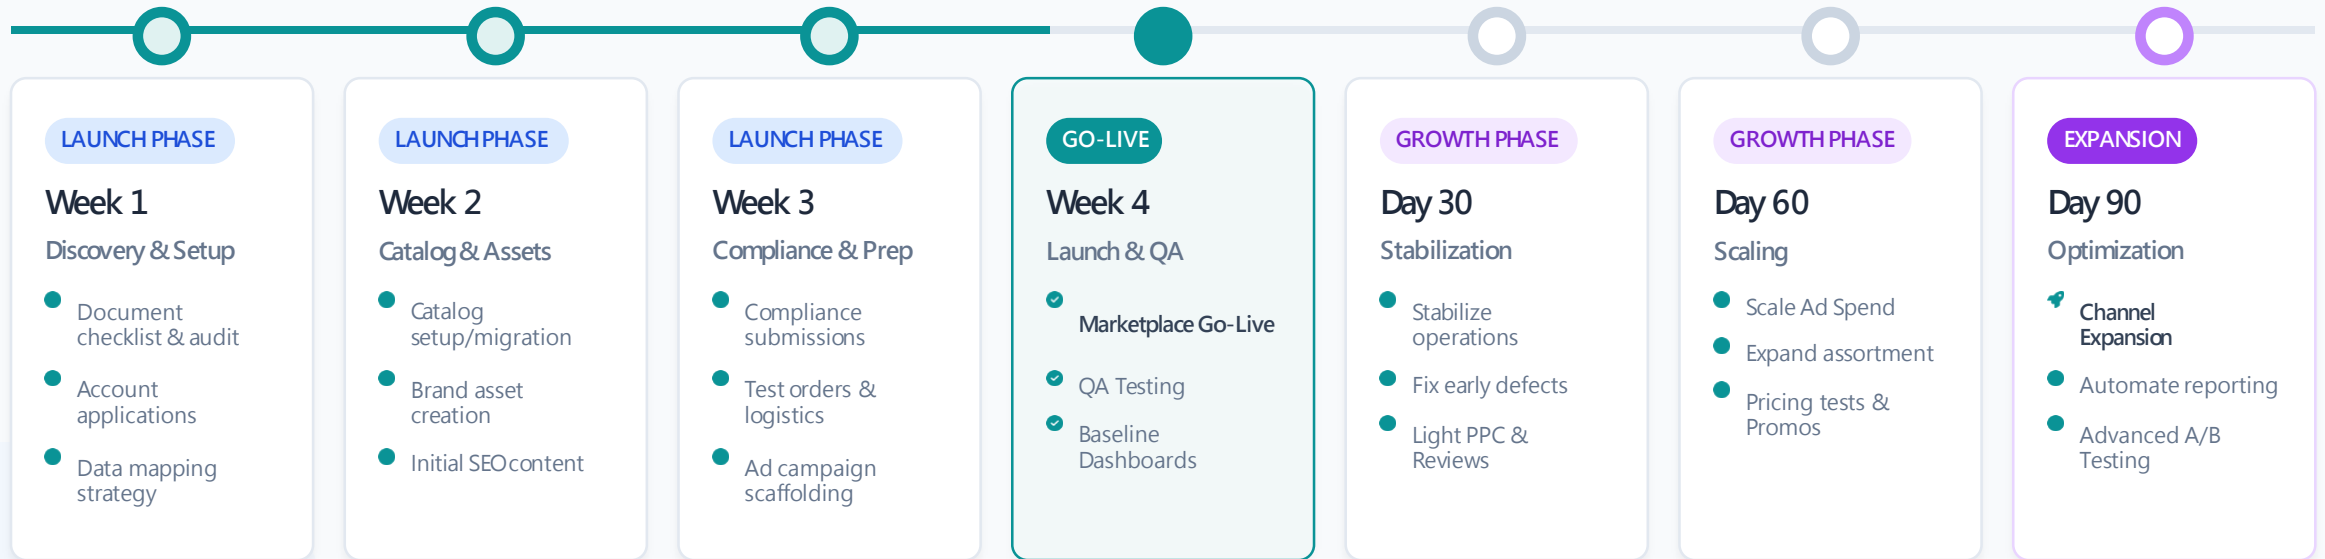 LAUNCH PHASE
Week 1
Discovery & Setup
Document
checklist & audit
Account
applications
Data mapping
strategy
LAUNCH PHASE
Week 2
Catalog & Assets
Catalog
setup/migration
Brand asset
creation
Initial SEO content
LAUNCH PHASE
Week 3
Compliance & Prep
Compliance
submissions
Test orders &
logistics
Ad campaign
scaffolding
GO-LIVE
Week 4
Launch & QA
Marketplace Go-Live
QA Testing
Baseline
Dashboards
GROWTH PHASE
Day 30
Stabilization
Stabilize
operations
Fix early defects
Light PPC &
Reviews
GROWTH PHASE
Day 60
Scaling
Scale Ad Spend
Expand assortment
Pricing tests &
Promos
EXPANSION
Day 90
Optimization
Channel
Expansion
Automate reporting
Advanced A/B
Testing